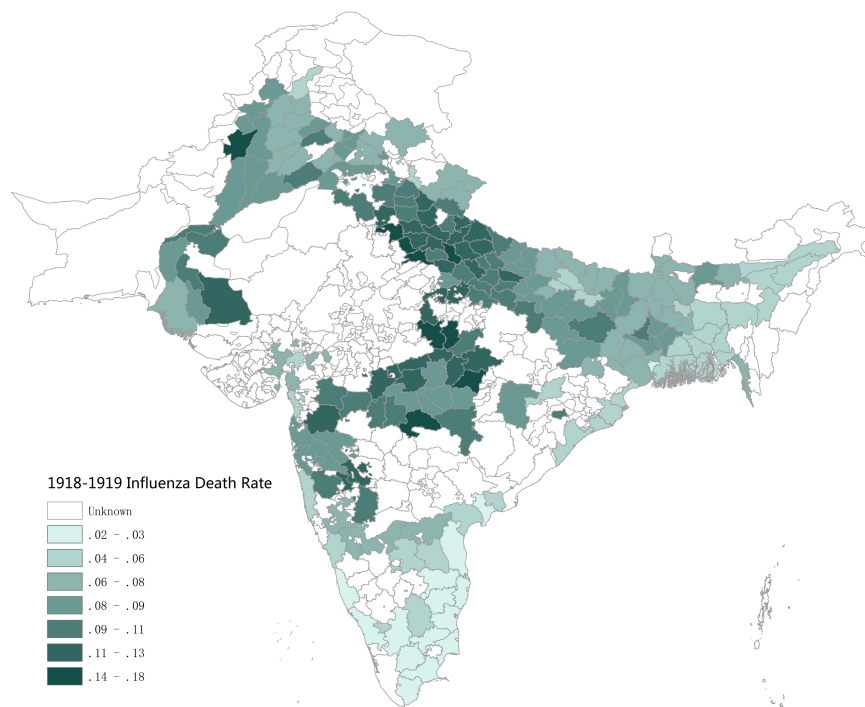 1918-1919 Influenza Death Rate
Unknown
.02 - .03
.04 - .06
.06 - .08
.08 - .09
.09 - .11
.11 - .13
.14 - .18